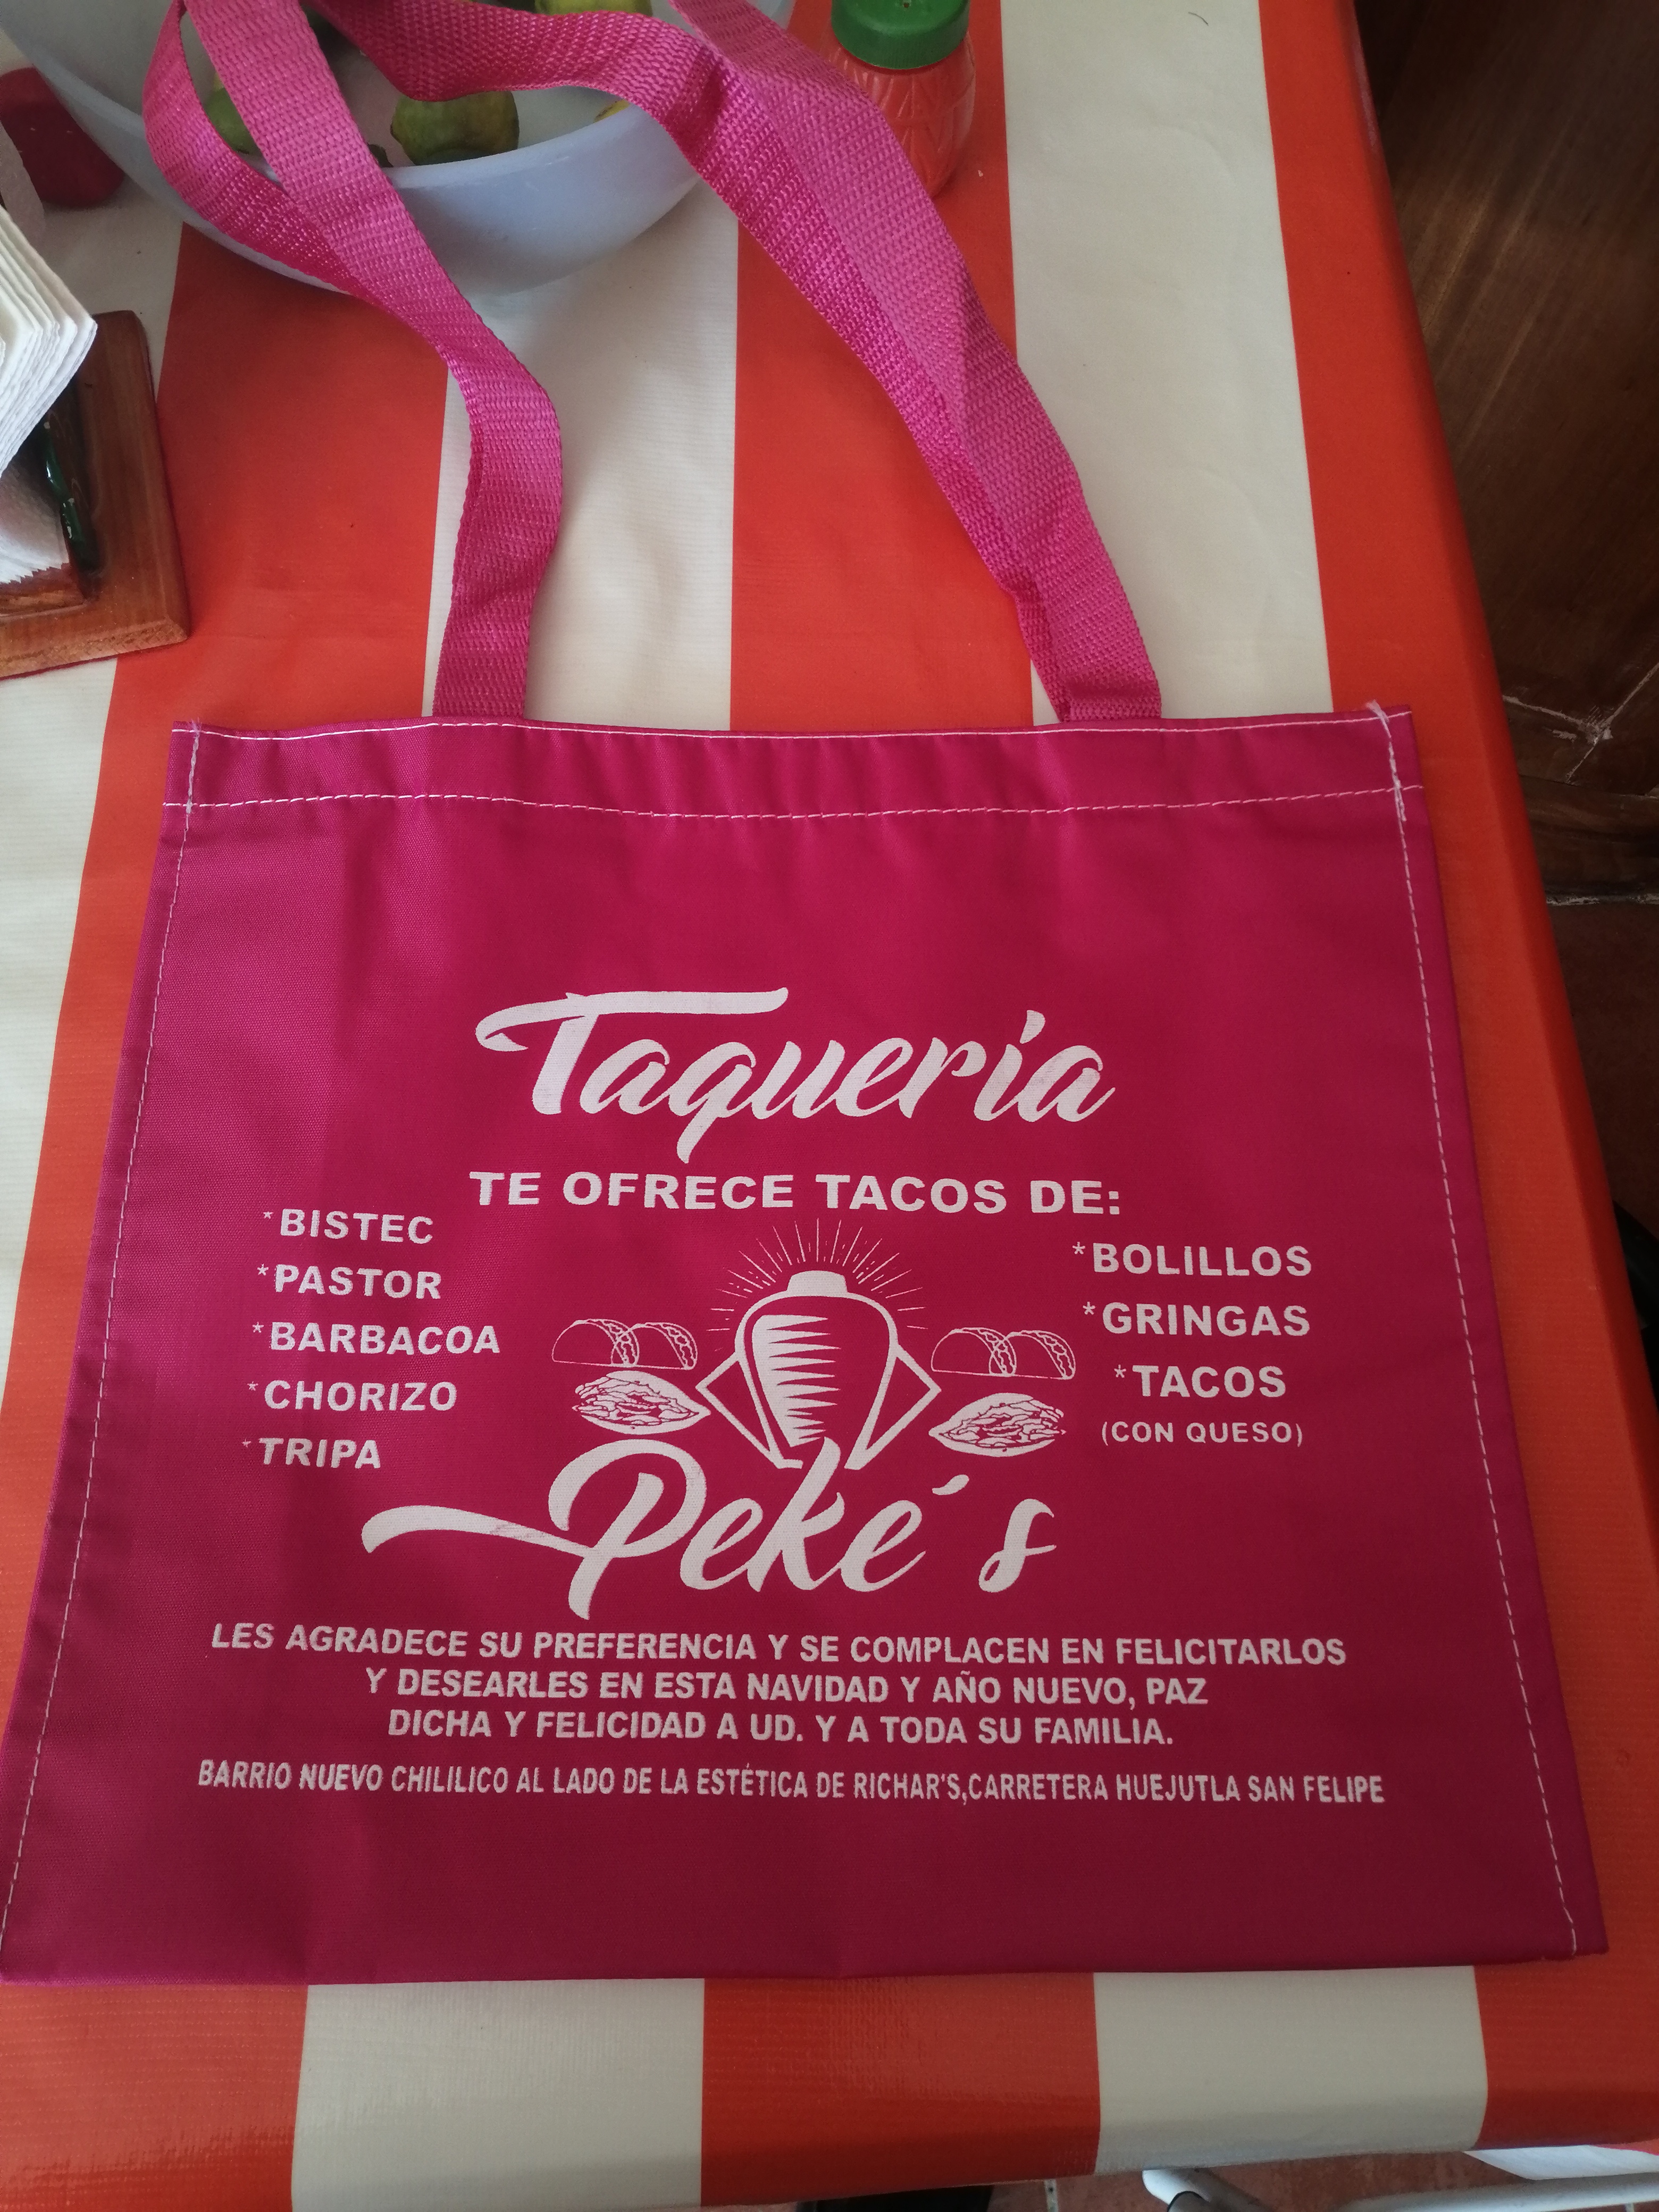 Taquería
TE OFRECE TACOS DE:
*BISTEC
*PASTOR
*BARBACOA
*CHORIZO
*TRIPA
*BOLILLOS
*GRINGAS
*TACOS
(CON QUESO)
Peke´s
LES AGRADECE SU PREFERENCIA Y SE COMPLACEN EN FELICITARLOS
Y DESEARLES EN ESTA NAVIDAD Y AÑO NUEVO, PAZ
DICHA Y FELICIDAD A UD. Y A TODA SU FAMILIA.
BARRIO NUEVO CHILILICO AL LADO DE LA ESTÉTICA DE RICHAR'S,CARRETERA HUEJUTLA SAN FELIPE